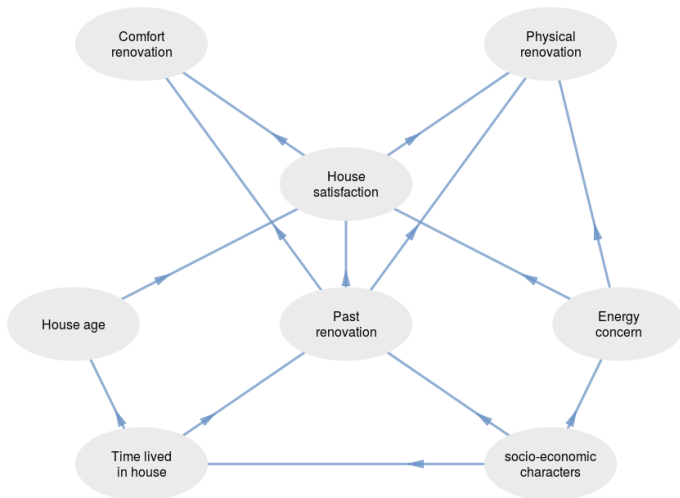 Comfort
renovation
Physical
renovation
House
satisfaction
House age
Past
renovation
Energy
concern
Time lived
in house
socio-economic
characters